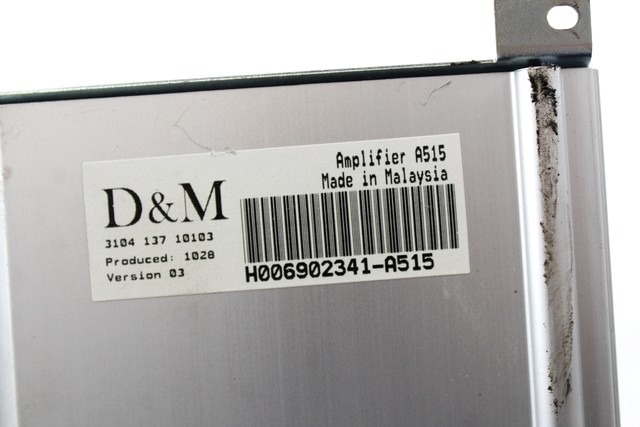 Amplifier A515
Made in Malaysia
D&M
3104 137 10103
Produced: 1028
Version 03
H006902341-A515